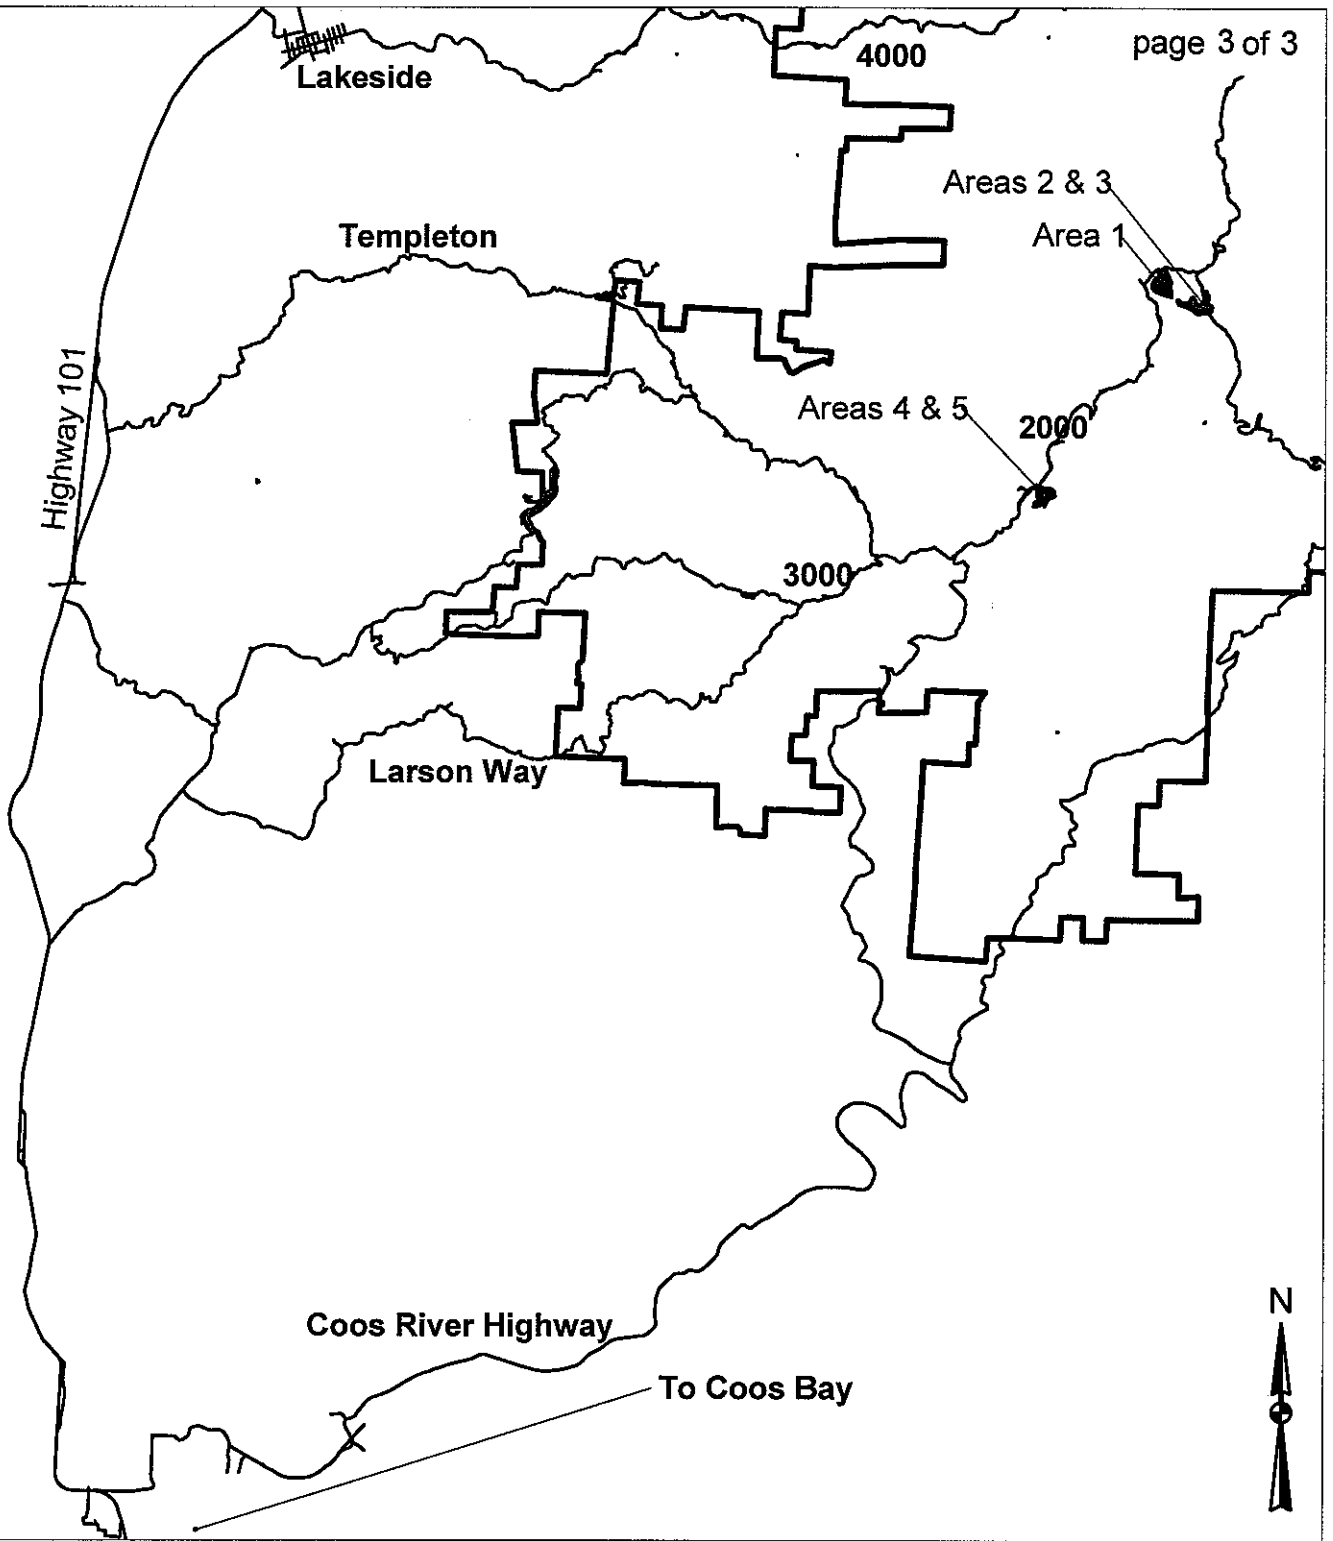 page 3 of 3
4000
Lakeside
Areas 2 & 3
Area 1
Templeton
Highway 101
Areas 4 & 5
2000
3000
Larson Way
N
Coos River Highway
To Coos Bay